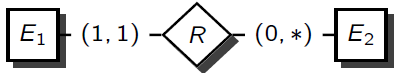 E₁ (1, 1) R (0, *) E₂